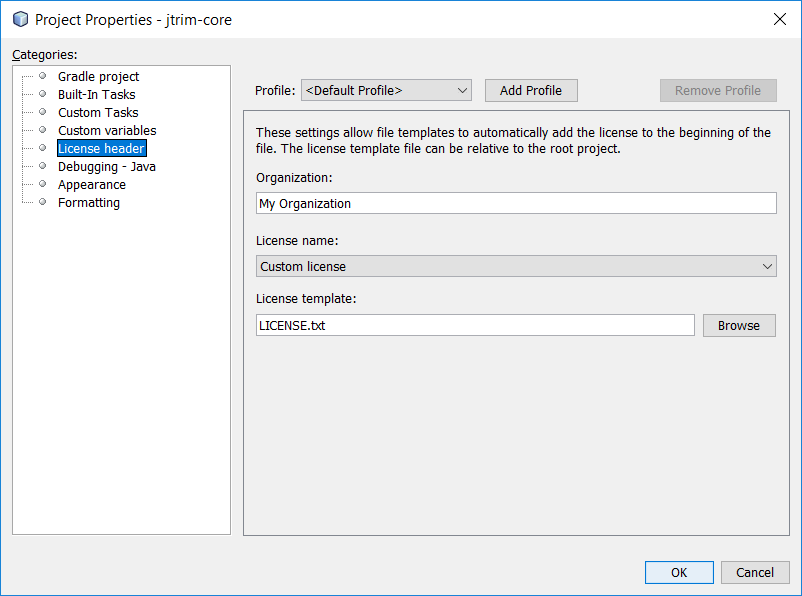 Project Properties - jtrim-core
Categories:
Gradle project
Built-In Tasks
Custom Tasks
Custom variables
License header
Debugging - Java
Appearance
Formatting
Profile: <Default Profile> Add Profile Remove Profile
These settings allow file templates to automatically add the license to the beginning of the
file. The license template file can be relative to the root project.
Organization:
My Organization
License name:
Custom license
License template:
LICENSE.txt Browse
OK Cancel